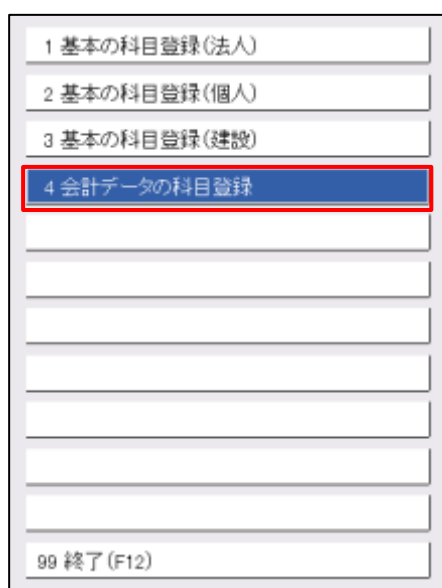 1 基本の科目登録(法人)
2 基本の科目登録(個人)
3 基本の科目登録(建設)
4 会計データの科目登録
99 終了(F12)